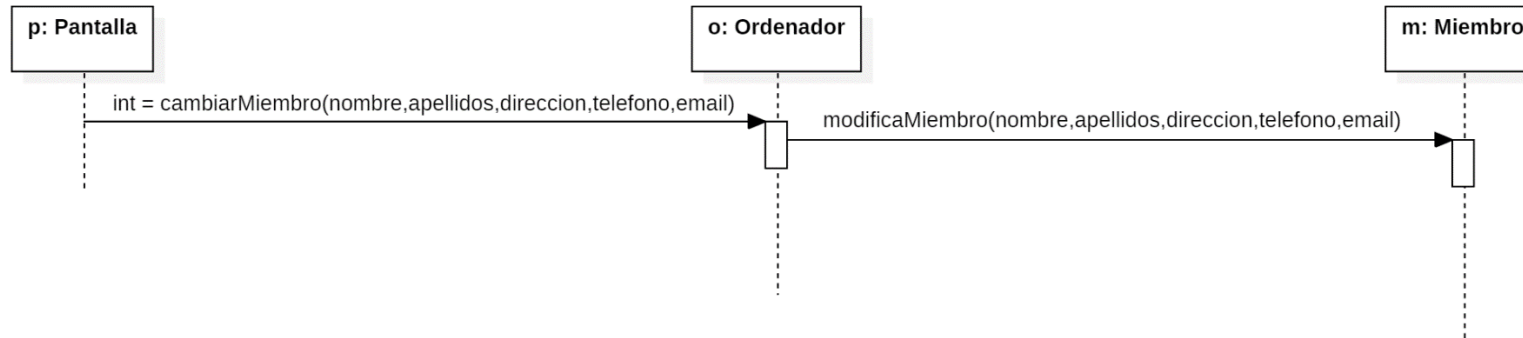 p: Pantalla
o: Ordenador
m: Miembro
int = cambiarMiembro(nombre,apellidos,direccion,telefono,email)
modificaMiembro(nombre,apellidos,direccion,telefono,email)